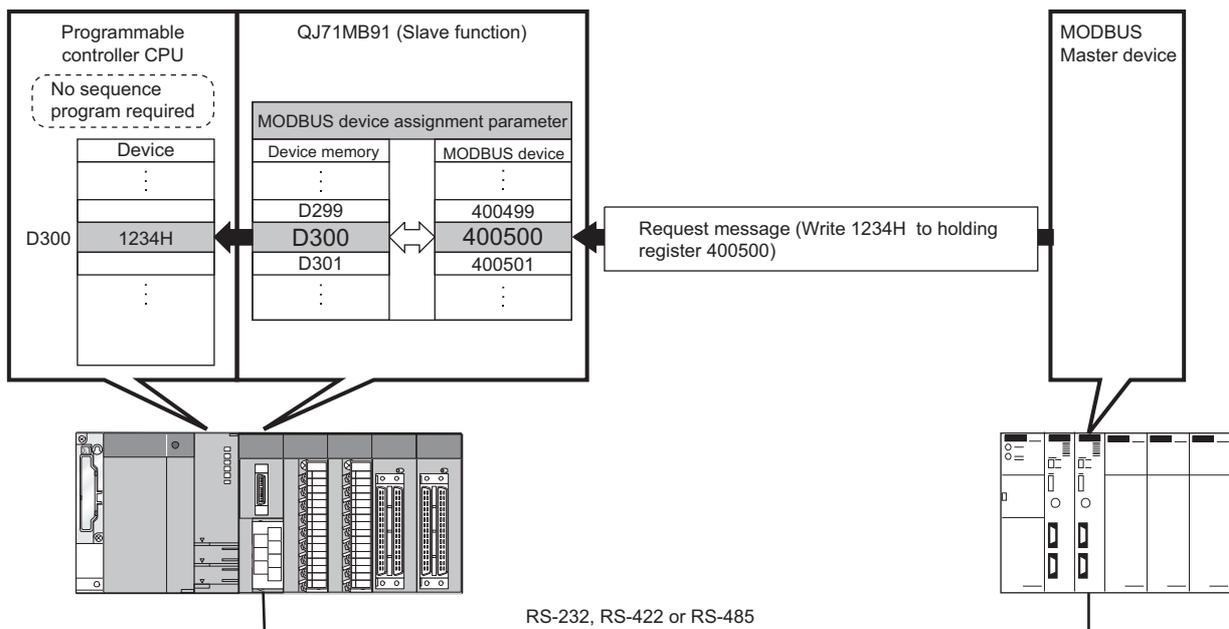 Programmable
controller CPU
No sequence
program required
Device
⋮
D300
1234H
⋮
QJ71MB91 (Slave function)
MODBUS device assignment parameter
Device memory
MODBUS device
⋮
⋮
D299
400499
D300
400500
D301
400501
⋮
⋮
Request message (Write 1234H to holding
register 400500)
MODBUS
Master device
RS-232, RS-422 or RS-485